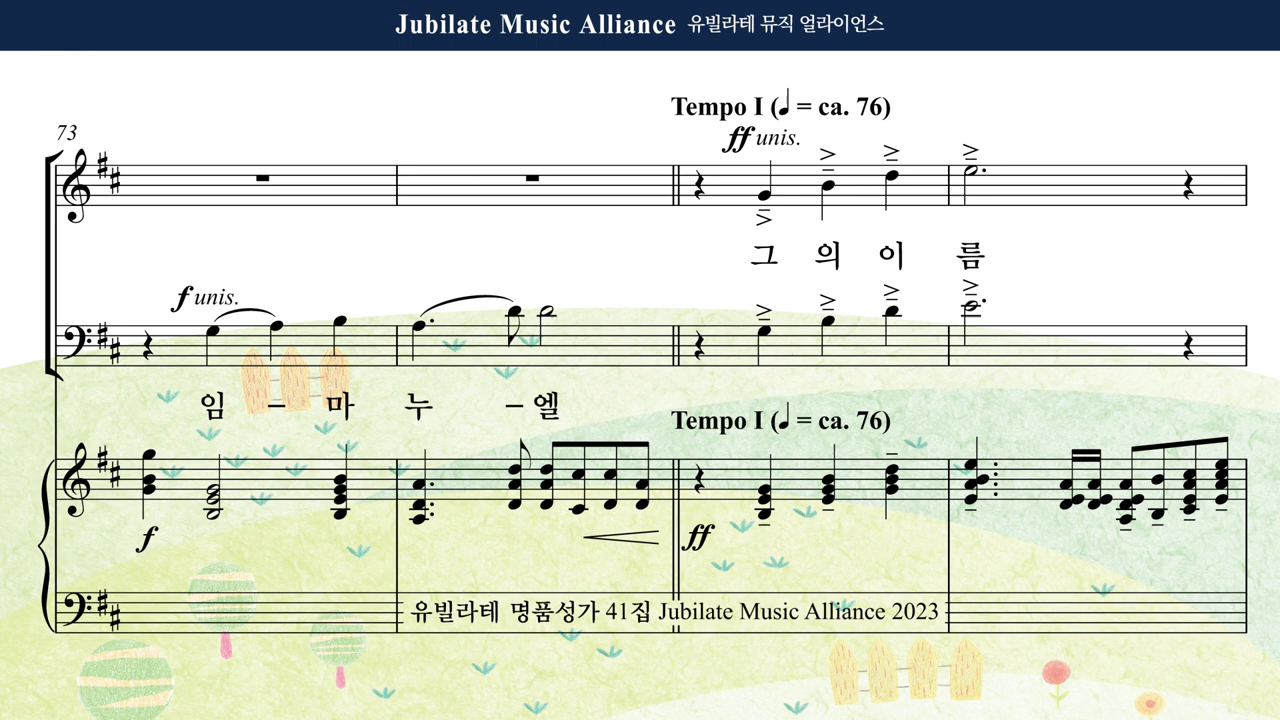 Jubilate Music Alliance 유빌라테 뮤직 얼라이언스
Tempo I (♩ = ca. 76)
73
ff unis.
그 의 이 름
f unis.
임 – 마 누 – 엘
Tempo I (♩ = ca. 76)
f
ff
유빌라테 명품성가 41집 Jubilate Music Alliance 2023